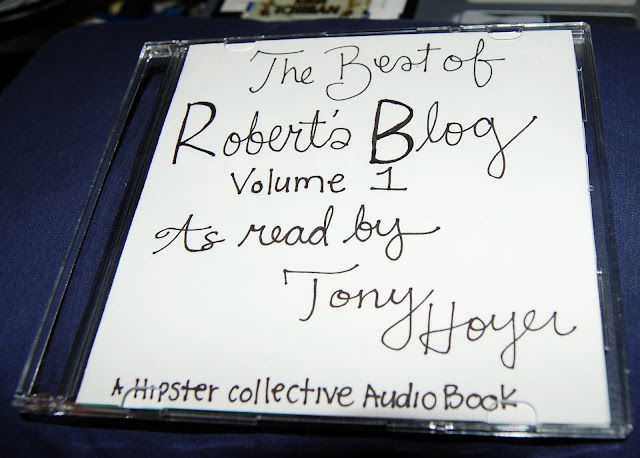 The Best of
Robert's Blog
Volume 1
As read by
Tony Hoyer
A Hipster collective Audio Book